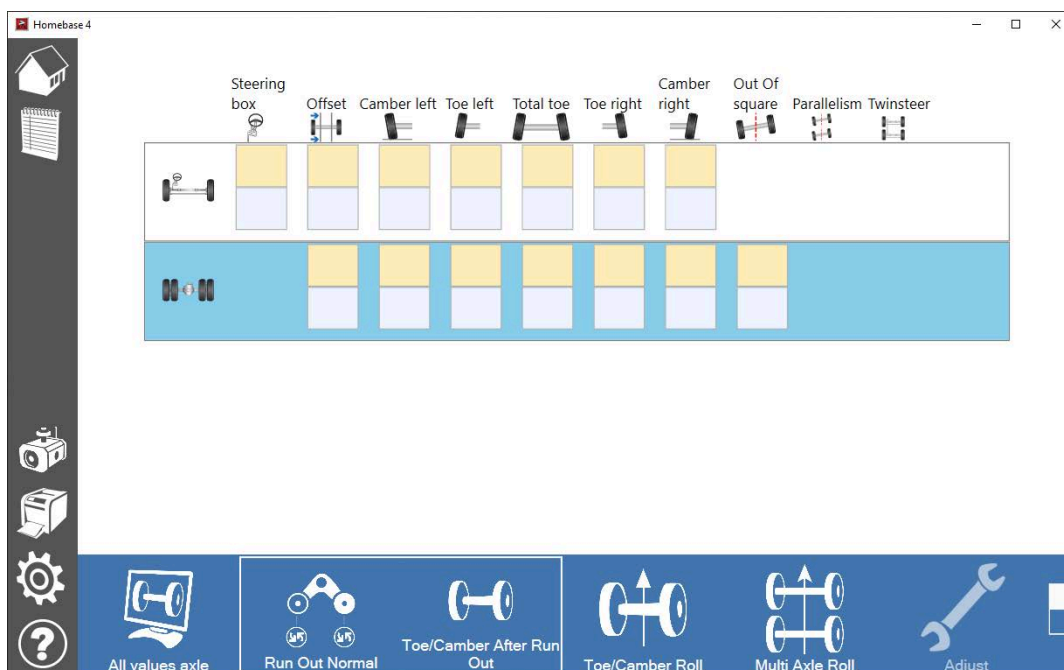 Homebase 4
Steering
box
Offset
Camber left
Toe left
Total toe
Toe right
Camber
right
Out Of
square
Parallelism
Twinsteer
All values axle
Run Out Normal
Toe/Camber After Run
Out
Toe/Camber Roll
Multi Axle Roll
Adjust
?